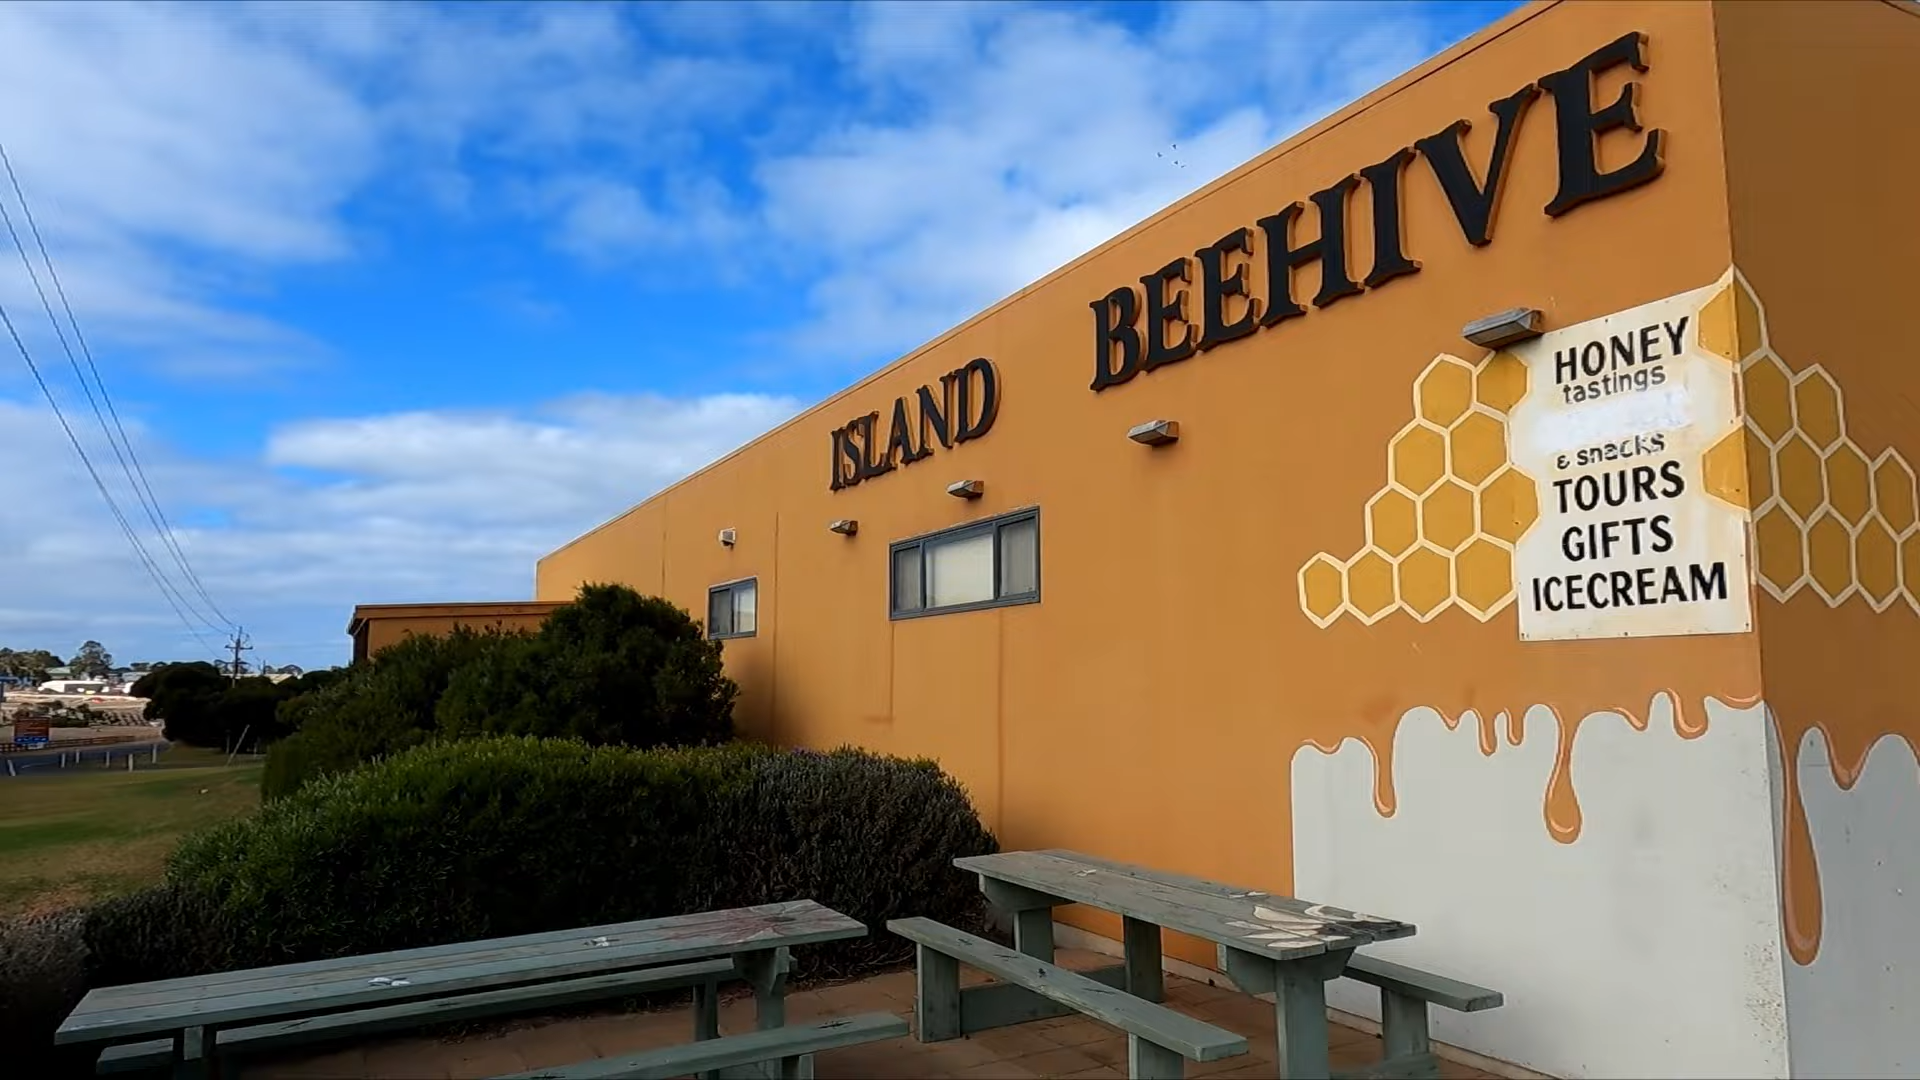 ISLAND BEEHIVE
HONEY
tastings
& snacks
TOURS
GIFTS
ICECREAM